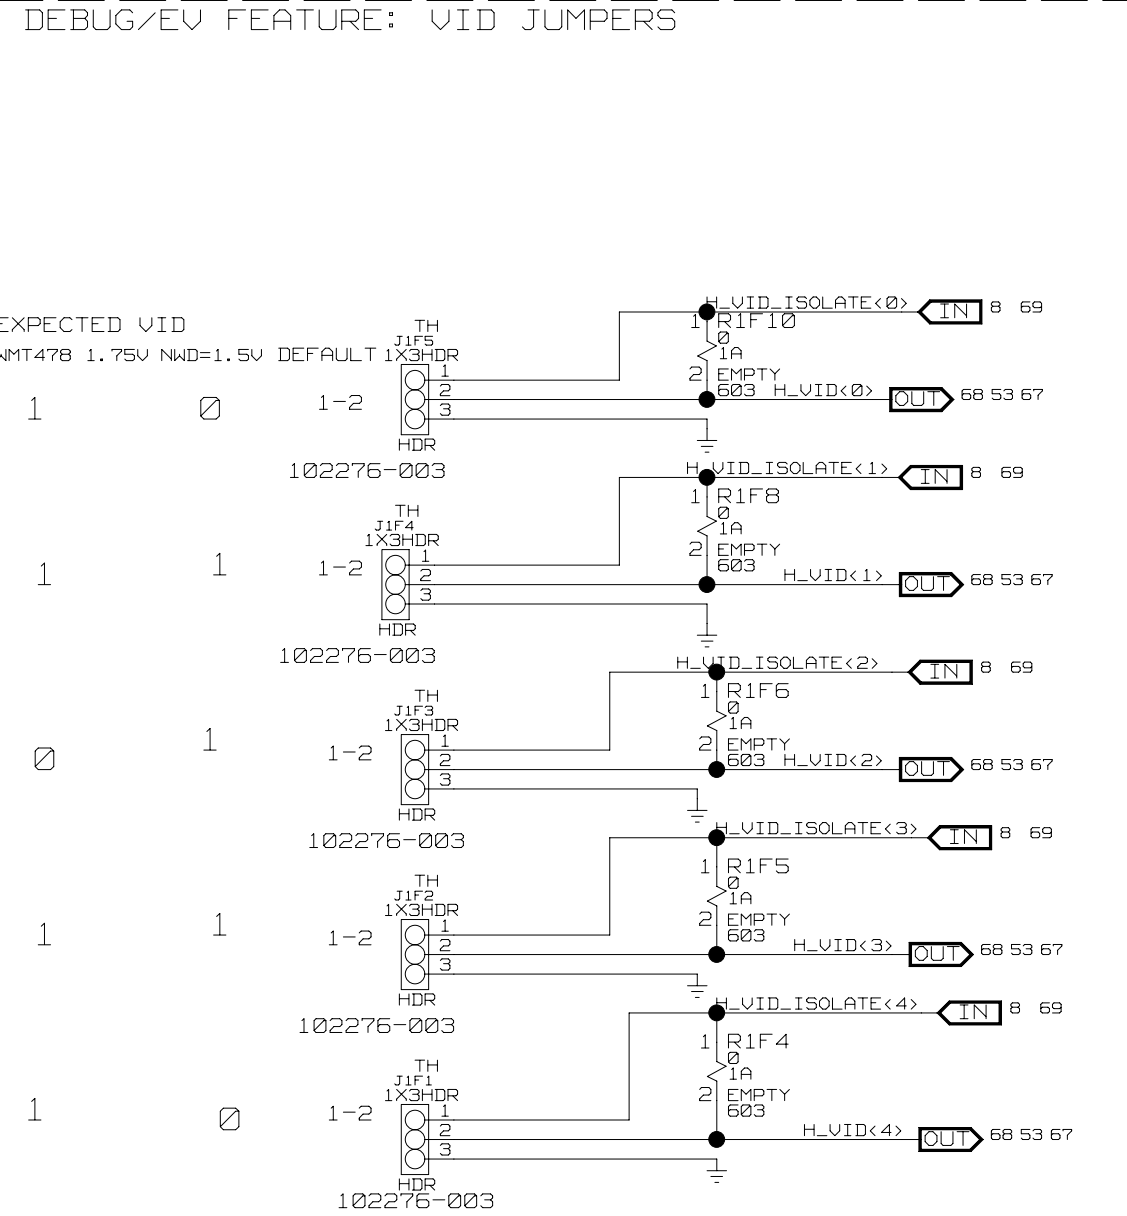 DEBUG/EV FEATURE: VID JUMPERS
EXPECTED VID
WMT478 1.75V NWD=1.5V DEFAULT
H_VID_ISOLATE<0> IN 8 69
TH
J1F5
1X3HDR
1 R1F10
0
1A
2 EMPTY
603 H_VID<0> OUT 68 53 67
1 0 1-2
1
2
3
HDR
102276-003
H_VID_ISOLATE<1> IN 8 69
TH
J1F4
1X3HDR
1 R1F8
0
1A
2 EMPTY
603
H_VID<1> OUT 68 53 67
1 1 1-2
1
2
3
HDR
102276-003
H_VID_ISOLATE<2> IN 8 69
TH
J1F3
1X3HDR
1 R1F6
0
1A
2 EMPTY
603 H_VID<2> OUT 68 53 67
0 1 1-2
1
2
3
HDR
102276-003
H_VID_ISOLATE<3> IN 8 69
TH
J1F2
1X3HDR
1 R1F5
0
1A
2 EMPTY
603
H_VID<3> OUT 68 53 67
1 1 1-2
1
2
3
HDR
102276-003
H_VID_ISOLATE<4> IN 8 69
TH
J1F1
1X3HDR
1 R1F4
0
1A
2 EMPTY
603
H_VID<4> OUT 68 53 67
1 0 1-2
1
2
3
HDR
102276-003